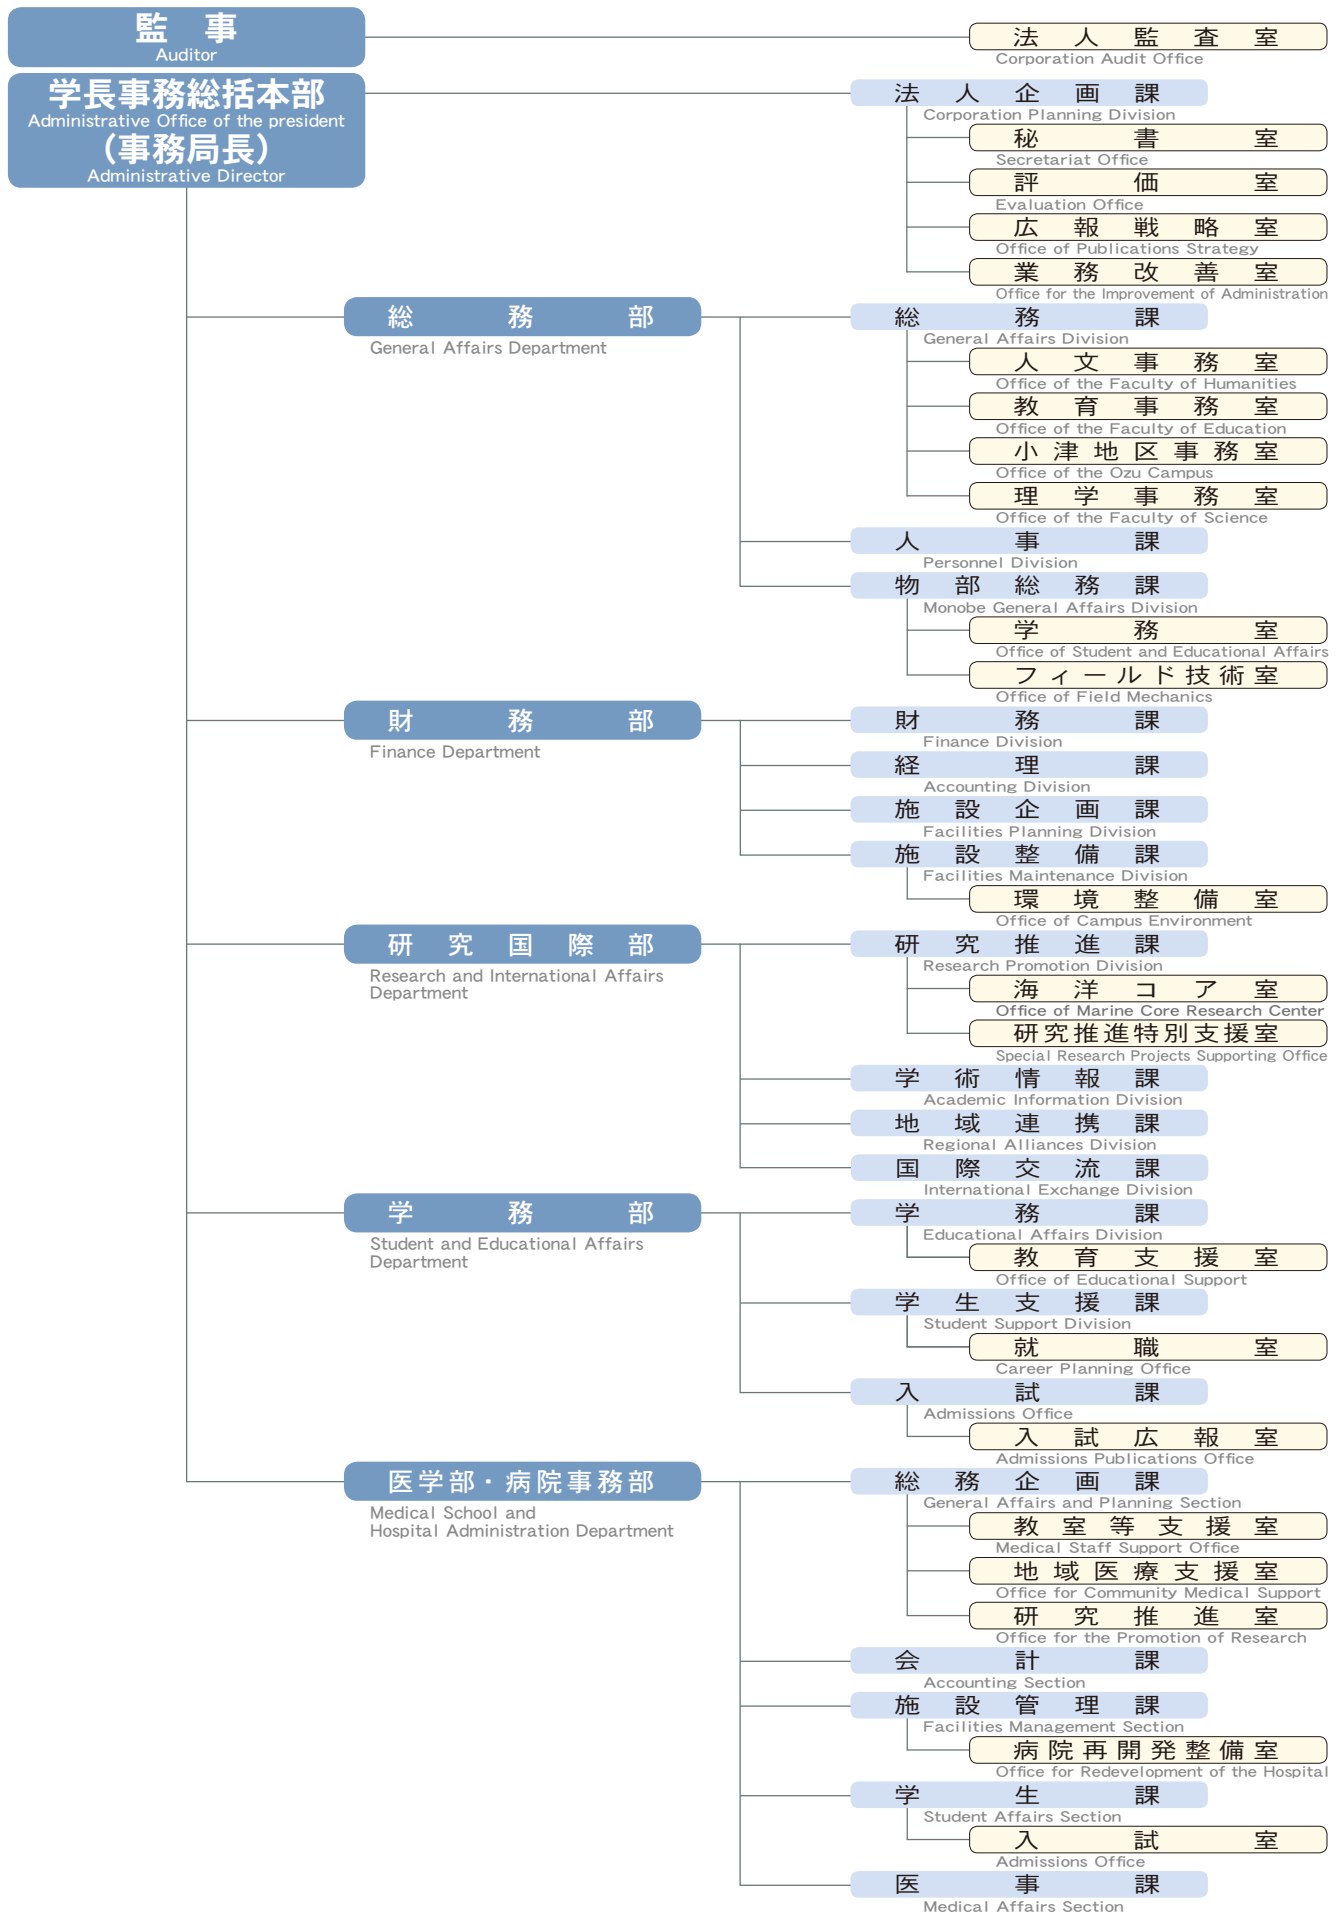 監事
Auditor
法人監査室
Corporation Audit Office
学長事務総括本部
Administrative Office of the president
（事務局長）
Administrative Director
法人企画課
Corporation Planning Division
秘書室
Secretariat Office
評価室
Evaluation Office
広報戦略室
Office of Publications Strategy
業務改善室
Office for the Improvement of Administration
総務部
General Affairs Department
総務課
General Affairs Division
人文事務室
Office of the Faculty of Humanities
教育事務室
Office of the Faculty of Education
小津地区事務室
Office of the Ozu Campus
理学事務室
Office of the Faculty of Science
人事課
Personnel Division
物部総務課
Monobe General Affairs Division
学務室
Office of Student and Educational Affairs
フィールド技術室
Office of Field Mechanics
財務部
Finance Department
財務課
Finance Division
経理課
Accounting Division
施設企画課
Facilities Planning Division
施設整備課
Facilities Maintenance Division
環境整備室
Office of Campus Environment
研究国際部
Research and International Affairs
Department
研究推進課
Research Promotion Division
海洋コア室
Office of Marine Core Research Center
研究推進特別支援室
Special Research Projects Supporting Office
学術情報課
Academic Information Division
地域連携課
Regional Alliances Division
国際交流課
International Exchange Division
学務部
Student and Educational Affairs
Department
学務課
Educational Affairs Division
教育支援室
Office of Educational Support
学生支援課
Student Support Division
就職室
Career Planning Office
入試課
Admissions Office
入試広報室
Admissions Publications Office
医学部・病院事務部
Medical School and
Hospital Administration Department
総務企画課
General Affairs and Planning Section
教室等支援室
Medical Staff Support Office
地域医療支援室
Office for Community Medical Support
研究推進室
Office for the Promotion of Research
会計課
Accounting Section
施設管理課
Facilities Management Section
病院再開発整備室
Office for Redevelopment of the Hospital
学生課
Student Affairs Section
入試室
Admissions Office
医事課
Medical Affairs Section